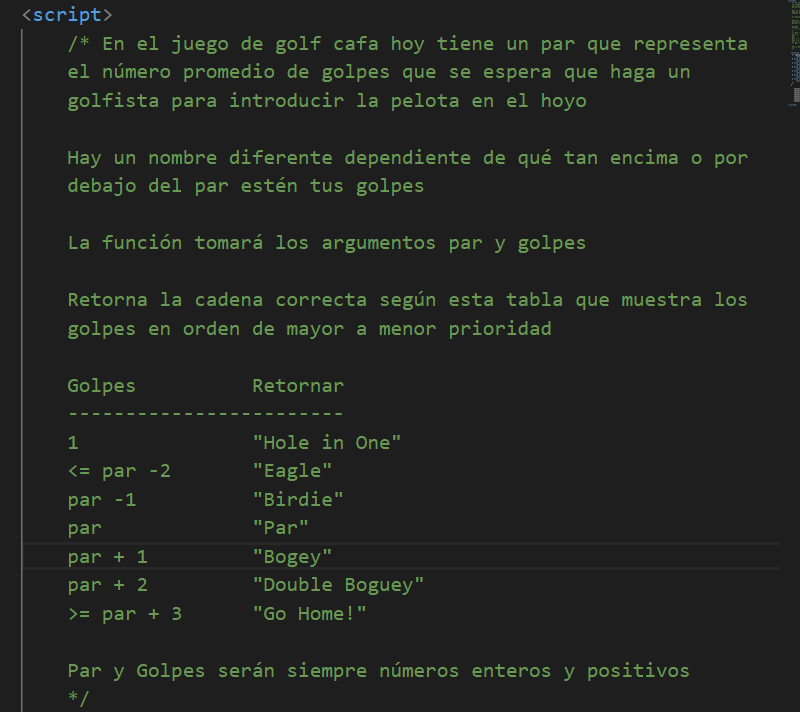 <script>
/* En el juego de golf cafa hoy tiene un par que representa
el número promedio de golpes que se espera que haga un
golfista para introducir la pelota en el hoyo
Hay un nombre diferente dependiente de qué tan encima o por
debajo del par estén tus golpes
La función tomará los argumentos par y golpes
Retorna la cadena correcta según esta tabla que muestra los
golpes en orden de mayor a menor prioridad
Golpes Retornar
------------------------
1 "Hole in One"
<= par -2 "Eagle"
par -1 "Birdie"
par "Par"
par + 1 "Bogey"
par + 2 "Double Boguey"
>= par + 3 "Go Home!"
Par y Golpes serán siempre números enteros y positivos
*/